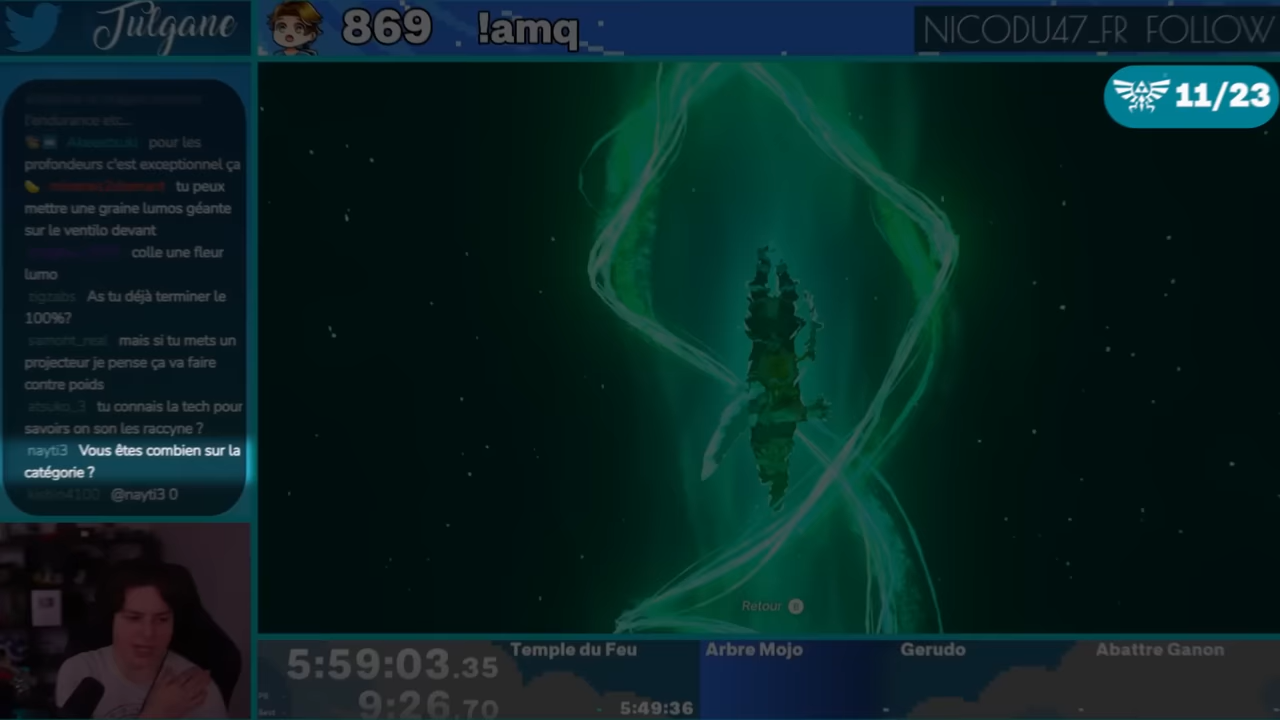 Julgane
869
!amq
NICODU47_FR FOLLOW
11/23
l'endurance etc...
pour les
profondeurs c'est exceptionnel ça
tu peux
mettre une graine lumos géante
sur le ventilo devant
colle une fleur
lumo
zigzabs As tu déjà terminer le
100%?
mais si tu mets un
projecteur je pense ça va faire
contre poids
atsuko_3 tu connais la tech pour
savoirs on son les raccyne ?
nayti3 Vous êtes combien sur la
catégorie ?
@nayti3 0
Retour
5:59:03.35
9:26.70
Temple du Feu
- 5:49:36
Arbre Mojo
-
Gerudo
-
Abattre Ganon
-